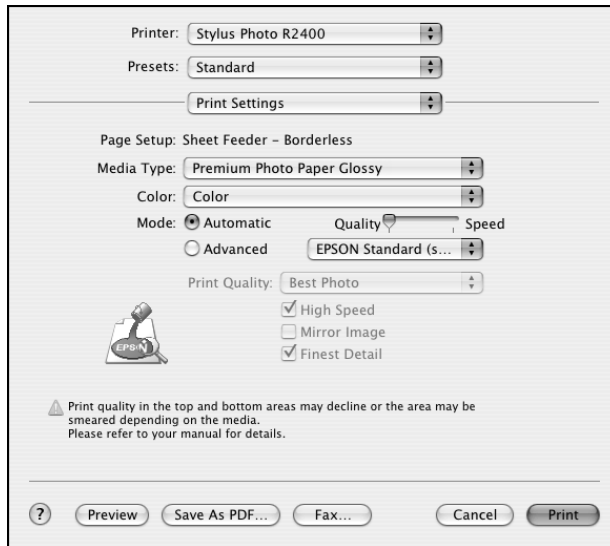 Printer: Stylus Photo R2400
Presets: Standard
Print Settings
Page Setup: Sheet Feeder – Borderless
Media Type: Premium Photo Paper Glossy
Color: Color
Mode: Automatic Quality Speed
Advanced EPSON Standard (s...
Print Quality: Best Photo
High Speed
Mirror Image
Finest Detail
EPSON
Print quality in the top and bottom areas may decline or the area may be
smeared depending on the media.
Please refer to your manual for details.
? Preview Save As PDF... Fax... Cancel Print